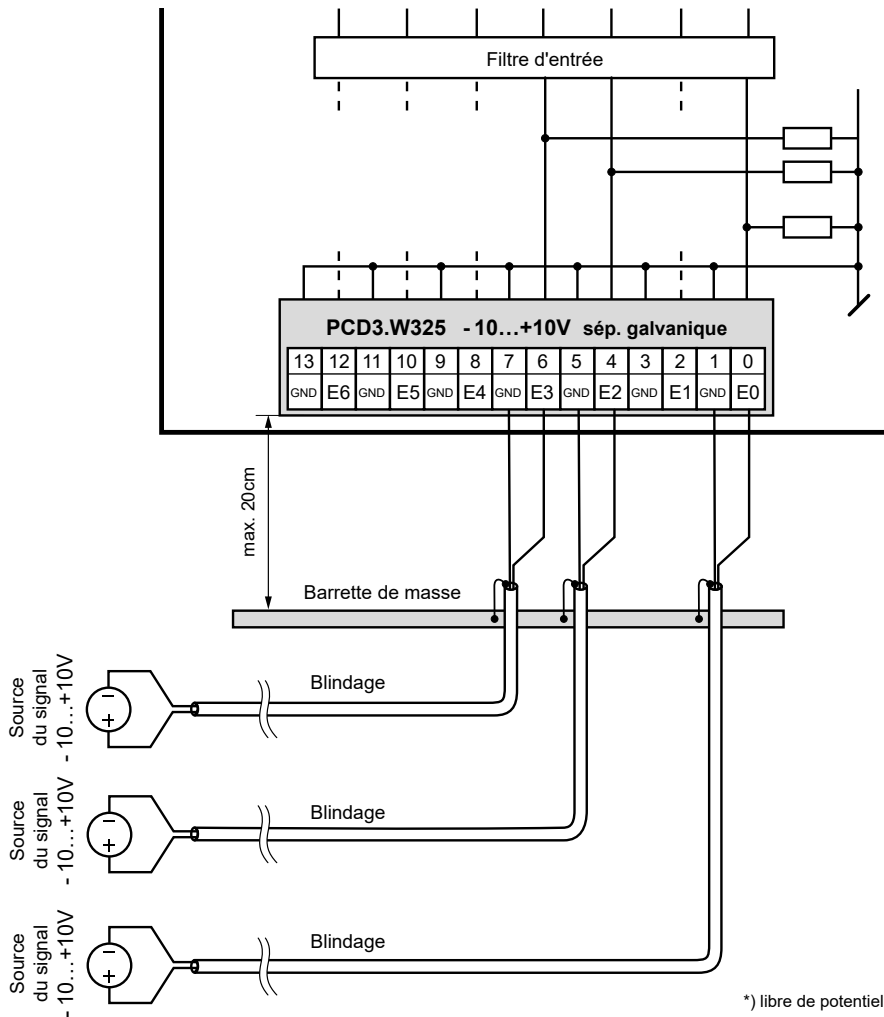 Filtre d'entrée
PCD3.W325 - 10...+10V sép. galvanique
13 12 11 10 9 8 7 6 5 4 3 2 1 0
GND E6 GND E5 GND E4 GND E3 GND E2 GND E1 GND E0
max. 20cm
Barrette de masse
Source
du signal
- 10...+10V
Blindage
Source
du signal
- 10...+10V
Blindage
Source
du signal
- 10...+10V
Blindage
*) libre de potentiel